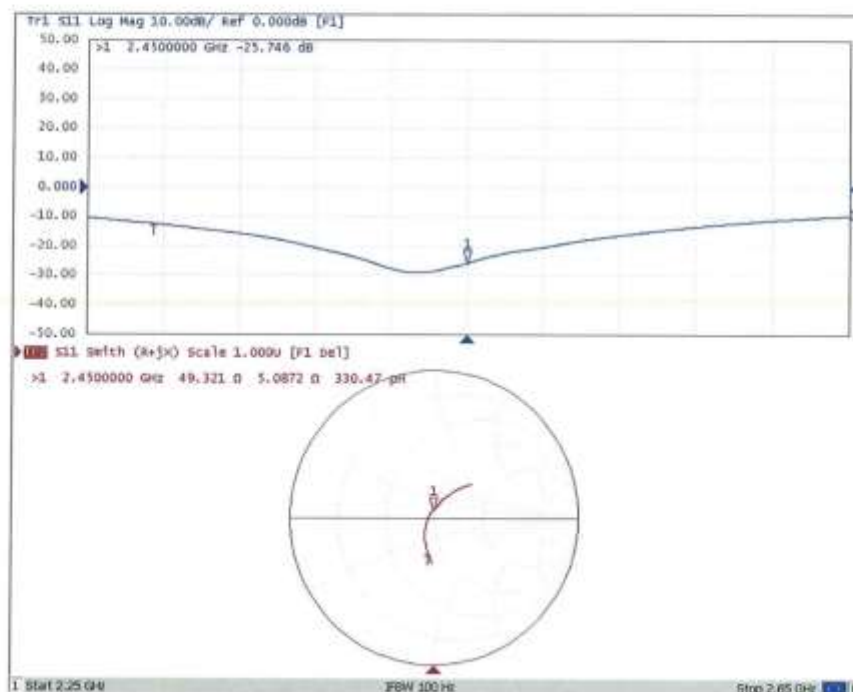 Tr1 S11 Log Mag 10.00dB/ Ref 0.000dB [F1]
50.00
>1 2.4500000 GHz -25.746 dB
40.00
30.00
20.00
10.00
0.000
-10.00
-20.00
1
-30.00
-40.00
-50.00
S11 Smith (R+jX) Scale 1.000U [F1 Del]
>1 2.4500000 GHz 49.321 Ω 5.0872 Ω 330.47 pH
1
1 Start 2.25 GHz IFBW 100 Hz Stop 2.65 GHz